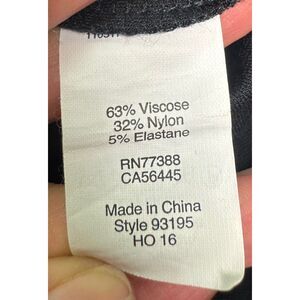 63% Viscose
32% Nylon
5% Elastane
RN77388
CA56445
Made in China
Style 93195
HO 16